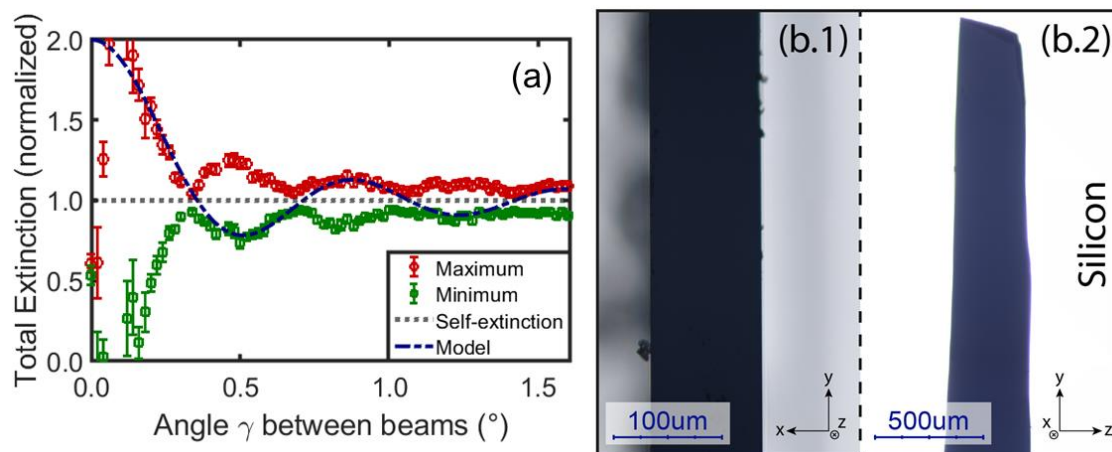 Total Extinction (normalized)
2.0
1.5
1.0
0.5
0.0
(a)
Maximum
Minimum
Self-extinction
Model
0.0
0.5
1.0
1.5
Angle γ between beams (°)
(b.1)
100um
y
x
z
(b.2)
500um
y
x
z
Silicon